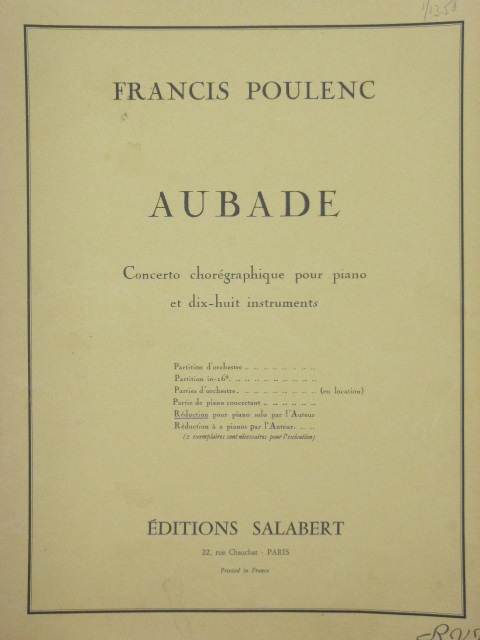 FRANCIS POULENC
AUBADE
Concerto chorégraphique pour piano
et dix-huit instruments
Partition d'orchestre .. .. .. .. .. .. .. ..
Partition in-16º. .. .. .. .. .. .. .. ..
Parties d'orchestre .. .. .. .. .. .. .. .. (en location)
Partie de piano concertant .. .. .. .. ..
Réduction pour piano solo par l'Auteur
Réduction à 2 pianos par l'Auteur. .. ..
(2 exemplaires sont nécessaires pour l'exécution)
ÉDITIONS SALABERT
22, rue Chauchat - PARIS
Printed in France